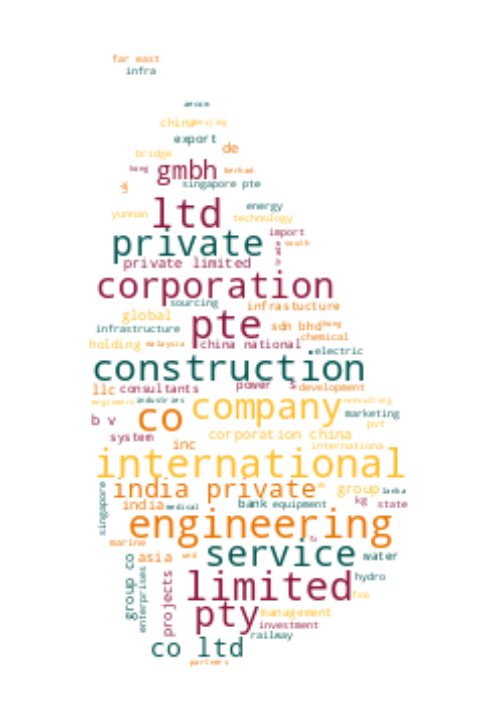 far east
infra
aecom
china
export
bridge
de
hong
gmbh
berhad
singapore pte
energy
yunnan
ltd
technology
import
private
south
private limited
corporation
sourcing
infrastucture
global
pte
sdn bhd
hong
infrastructure
chemical
holding
malaysia
china national
electric
construction
llc
consultants
power
s
development
engineers
industries
consulting
co
company
b v
marketing
pvt
system
corporation china
inc
internationa
international
india private
group
lanka
singapore
india
medical
bank
equipment
kg
state
engineering
marine
service
group co
asia
water
enterprises
projects
limited
hydro
fze
pty
management
investment
railway
co ltd
partners